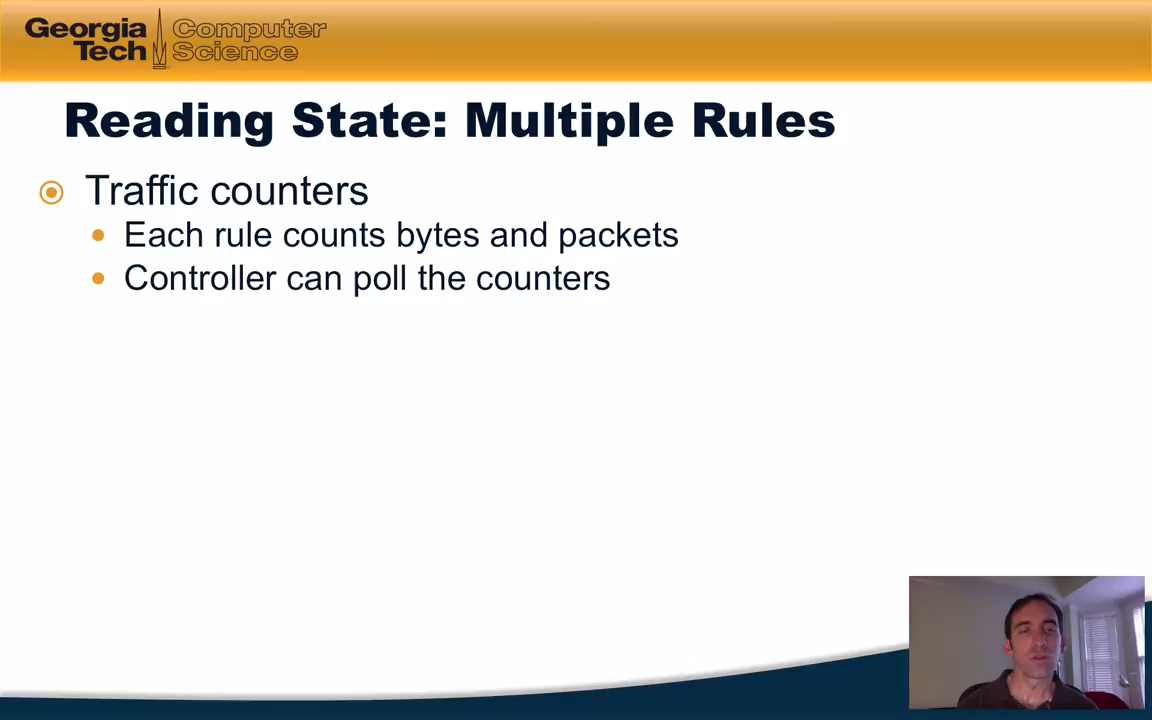 Georgia Tech
Computer Science
Reading State: Multiple Rules
Traffic counters
Each rule counts bytes and packets
Controller can poll the counters